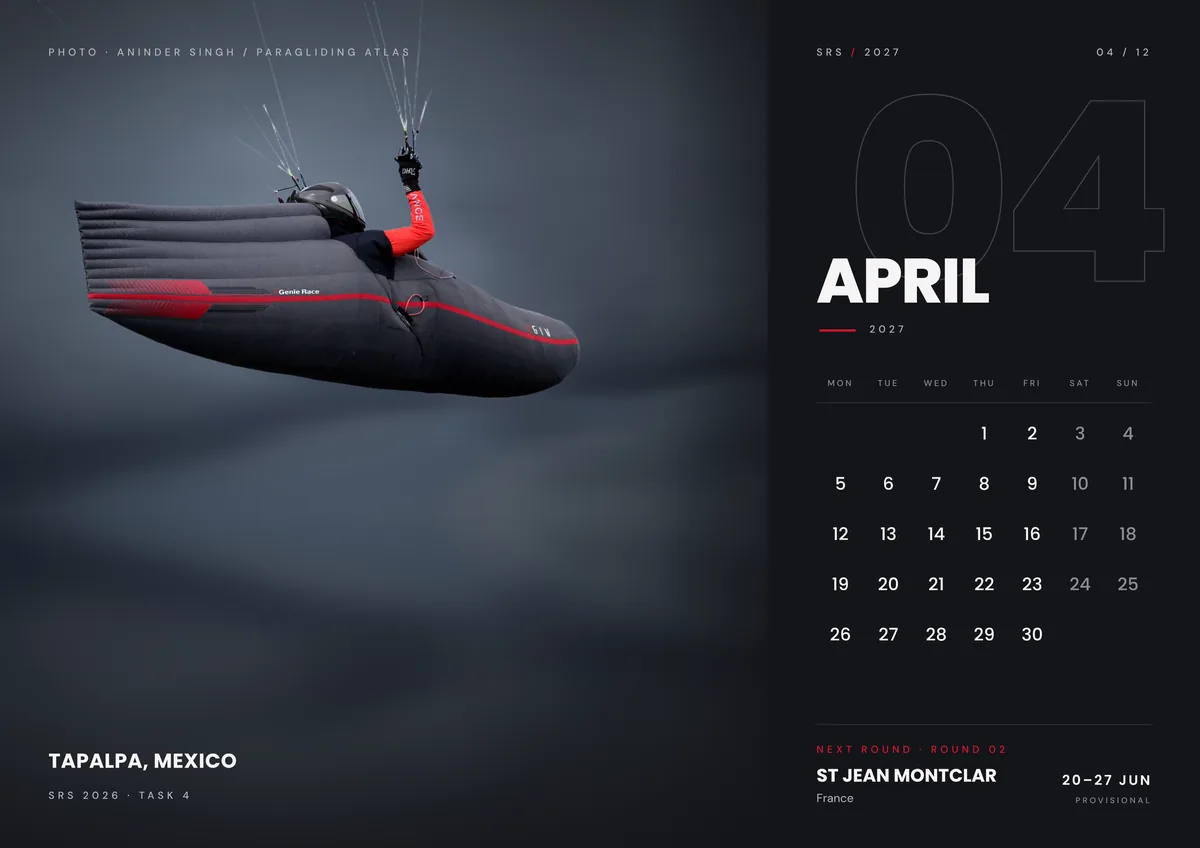 PHOTO · ANINDER SINGH / PARAGLIDING ATLAS
Genie Race
GIN
TAPALPA, MEXICO
SRS 2026 · TASK 4
SRS / 2027
04 / 12
04
APRIL
2027
MON TUE WED THU FRI SAT SUN
1 2 3 4
5 6 7 8 9 10 11
12 13 14 15 16 17 18
19 20 21 22 23 24 25
26 27 28 29 30
NEXT ROUND · ROUND 02
ST JEAN MONTCLAR
20–27 JUN
France
PROVISIONAL